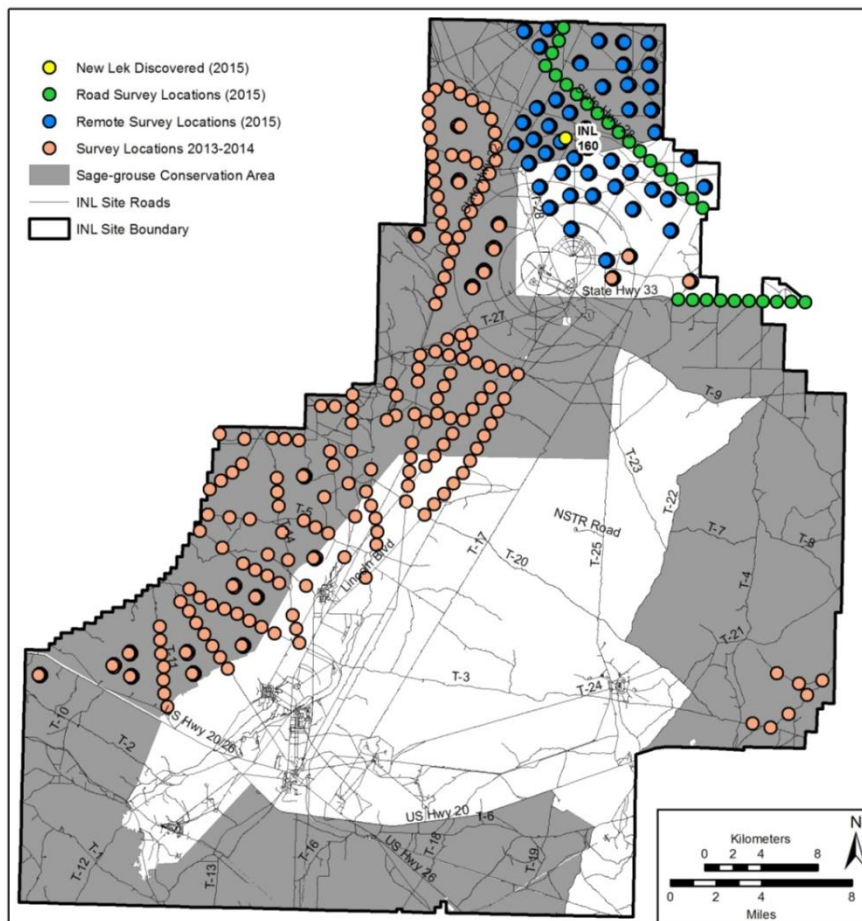 New Lek Discovered (2015)
Road Survey Locations (2015)
Remote Survey Locations (2015)
Survey Locations 2013-2014
Sage-grouse Conservation Area
INL Site Roads
INL Site Boundary
INL
160
T-28
State Hwy 33
T-27
T-9
T-23
T-22
NSTR Road
T-17
T-25
T-7
T-8
T-20
T-5
Lincoln Blvd
T-4
T-21
T-11
T-3
T-24
T-10
US Hwy 20/26
T-2
US Hwy 20
T-6
T-1
T-12
T-13
T-16
US Hwy 26
T-18
T-19
Kilometers
0 2 4 8
0 2 4 8
Miles
N